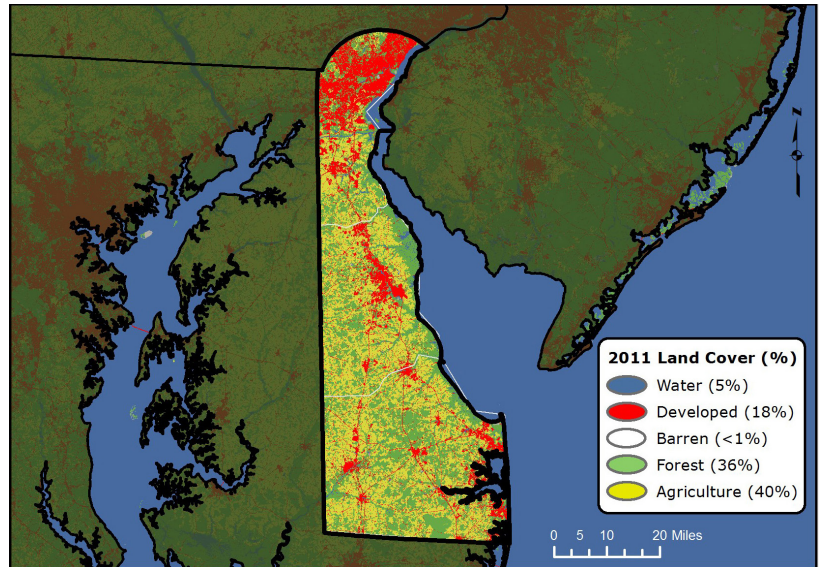 2011 Land Cover (%)
Water (5%)
Developed (18%)
Barren (<1%)
Forest (36%)
Agriculture (40%)
0 5 10 20 Miles